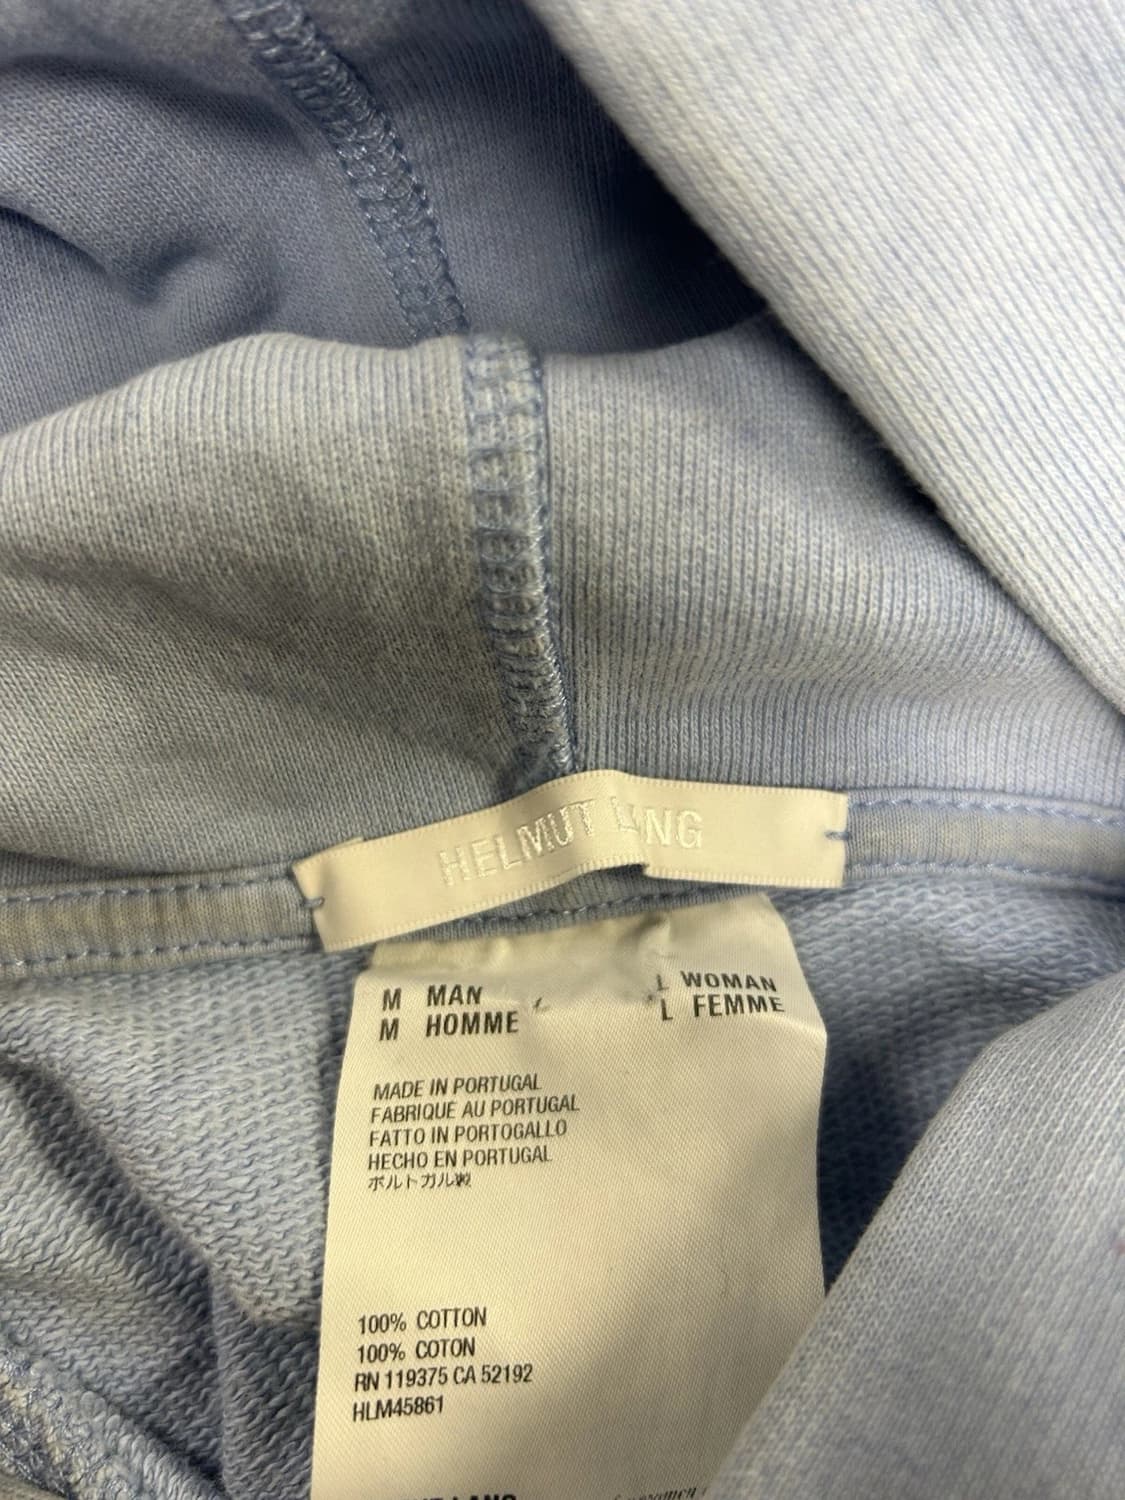 HELMUT LANG
M MAN L WOMAN
M HOMME L FEMME
MADE IN PORTUGAL
FABRIQUE AU PORTUGAL
FATTO IN PORTOGALLO
HECHO EN PORTUGAL
ポルトガル製
100% COTTON
100% COTON
RN 119375 CA 52192
HLM45861
LANG